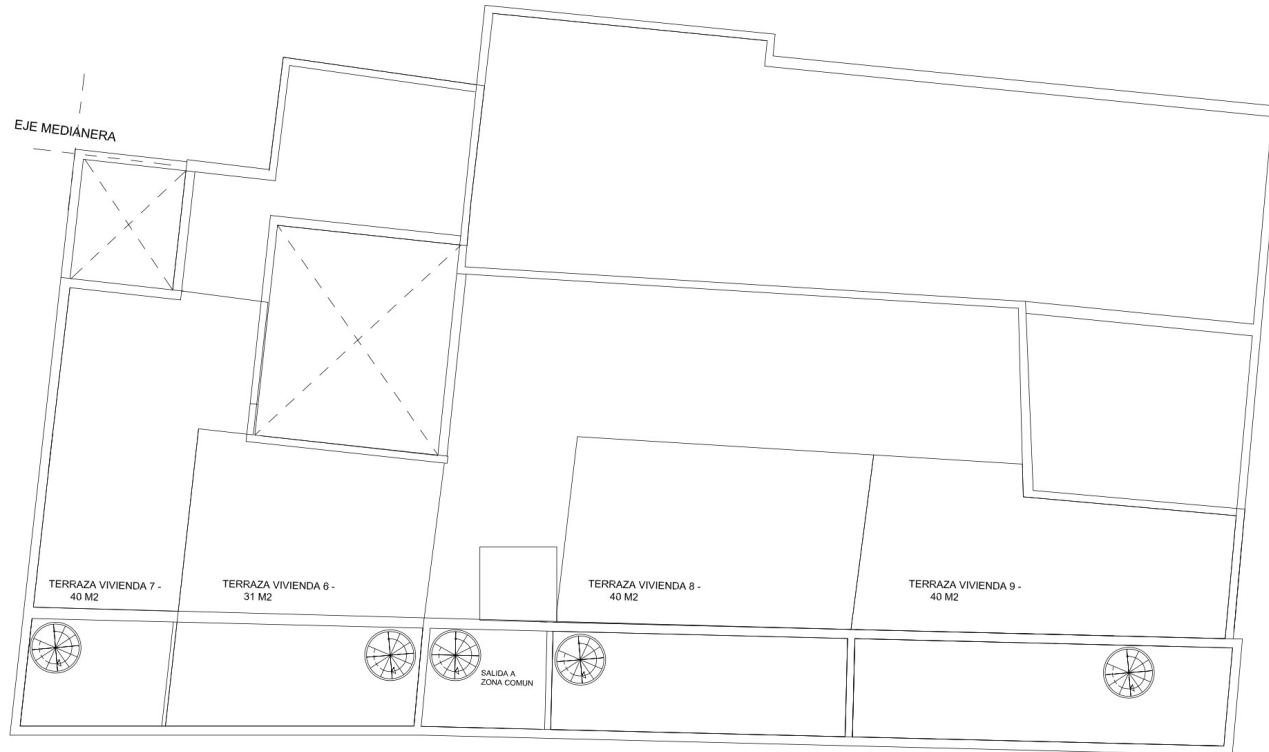 EJE MEDIANERA
TERRAZA VIVIENDA 7 -
40 M2
TERRAZA VIVIENDA 6 -
31 M2
TERRAZA VIVIENDA 8 -
40 M2
TERRAZA VIVIENDA 9 -
40 M2
SALIDA A
ZONA COMUN